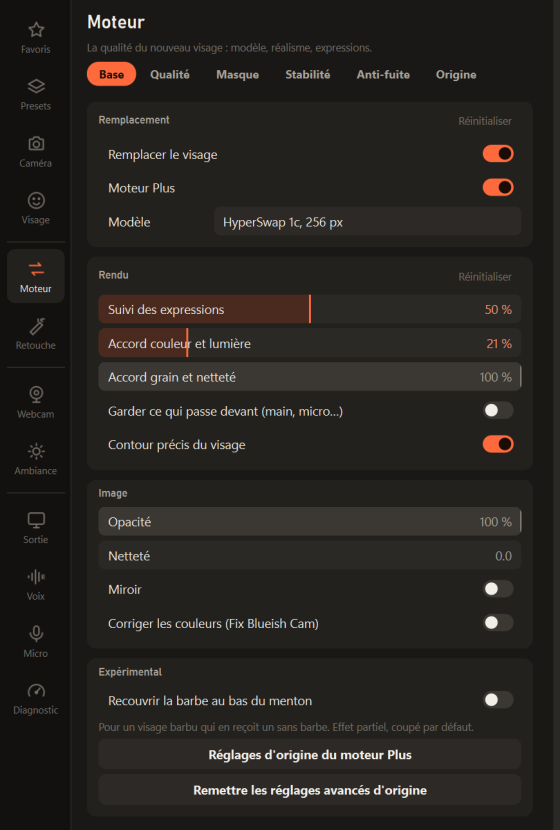 Favoris
Presets
Caméra
Visage
Moteur
Retouche
Webcam
Ambiance
Sortie
Voix
Micro
Diagnostic
Moteur
La qualité du nouveau visage : modèle, réalisme, expressions.
Base Qualité Masque Stabilité Anti-fuite Origine
Remplacement Réinitialiser
Remplacer le visage
Moteur Plus
Modèle HyperSwap 1c, 256 px
Rendu Réinitialiser
Suivi des expressions 50 %
Accord couleur et lumière 21 %
Accord grain et netteté 100 %
Garder ce qui passe devant (main, micro...)
Contour précis du visage
Image
Opacité 100 %
Netteté 0.0
Miroir
Corriger les couleurs (Fix Blueish Cam)
Expérimental
Recouvrir la barbe au bas du menton
Pour un visage barbu qui en reçoit un sans barbe. Effet partiel, coupé par défaut.
Réglages d'origine du moteur Plus
Remettre les réglages avancés d'origine